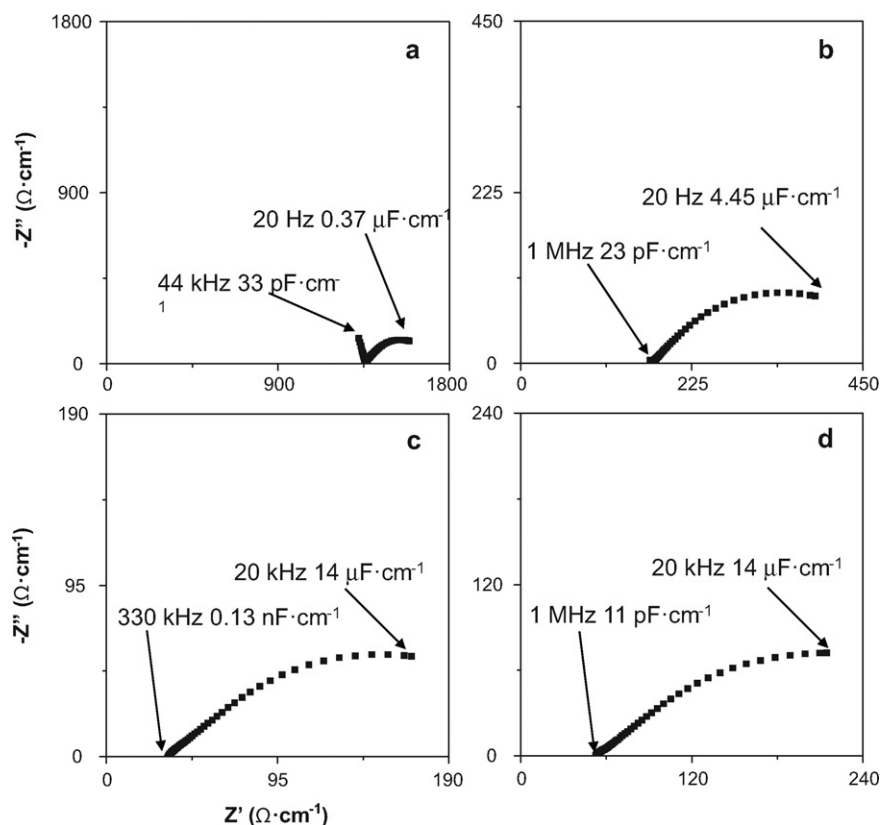 1800
a
900
20 Hz 0.37 μF·cm⁻¹
44 kHz 33 pF·cm⁻
¹
0
0
900
1800
-Z’’ (Ω·cm⁻¹)
450
b
225
20 Hz 4.45 μF·cm⁻¹
1 MHz 23 pF·cm⁻¹
0
0
225
450
190
c
95
20 kHz 14 μF·cm⁻¹
330 kHz 0.13 nF·cm⁻¹
0
0
95
190
-Z’’ (Ω·cm⁻¹)
Z’ (Ω·cm⁻¹)
240
d
120
20 kHz 14 μF·cm⁻¹
1 MHz 11 pF·cm⁻¹
0
0
120
240